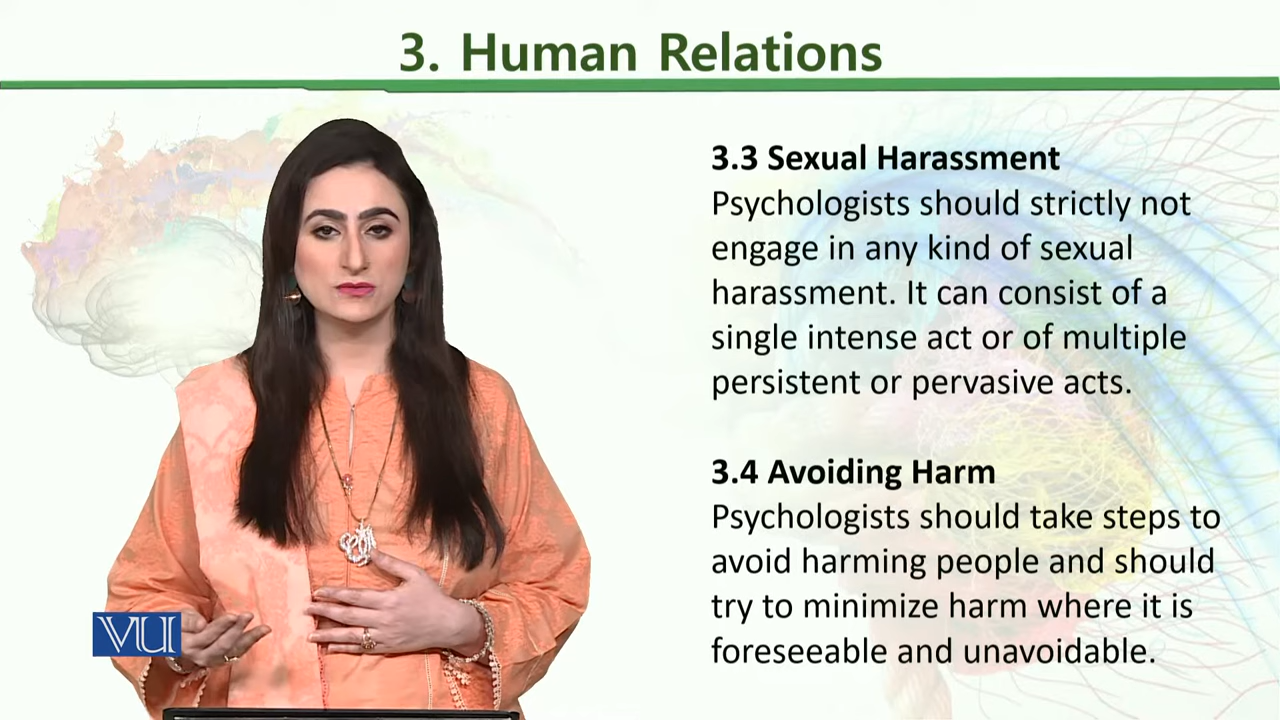 3. Human Relations
3.3 Sexual Harassment
Psychologists should strictly not
engage in any kind of sexual
harassment. It can consist of a
single intense act or of multiple
persistent or pervasive acts.
3.4 Avoiding Harm
Psychologists should take steps to
avoid harming people and should
try to minimize harm where it is
foreseeable and unavoidable.
VU